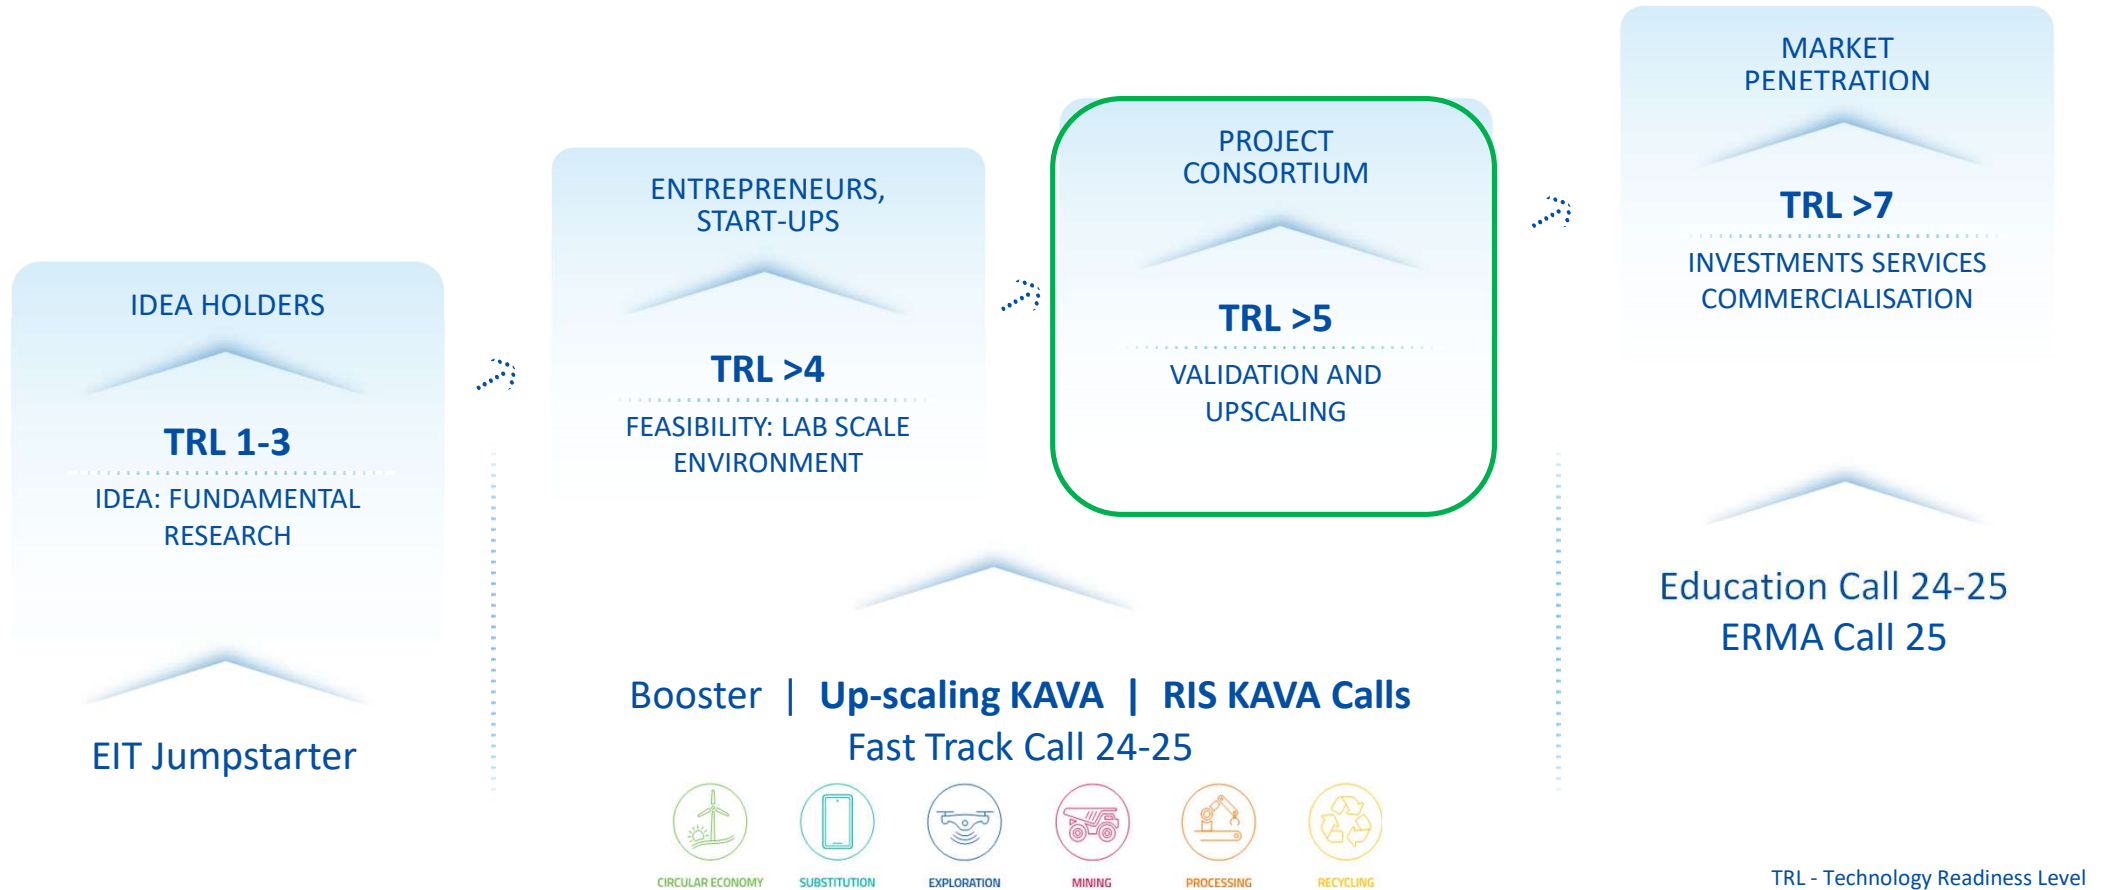 IDEA HOLDERS
TRL 1-3
IDEA: FUNDAMENTAL
RESEARCH
EIT Jumpstarter
ENTREPRENEURS,
START-UPS
TRL >4
FEASIBILITY: LAB SCALE
ENVIRONMENT
PROJECT
CONSORTIUM
TRL >5
VALIDATION AND
UPSCALING
Booster | Up-scaling KAVA | RIS KAVA Calls
Fast Track Call 24-25
CIRCULAR ECONOMY
SUBSTITUTION
EXPLORATION
MINING
PROCESSING
RECYCLING
MARKET
PENETRATION
TRL >7
INVESTMENTS SERVICES
COMMERCIALISATION
Education Call 24-25
ERMA Call 25
TRL - Technology Readiness Level